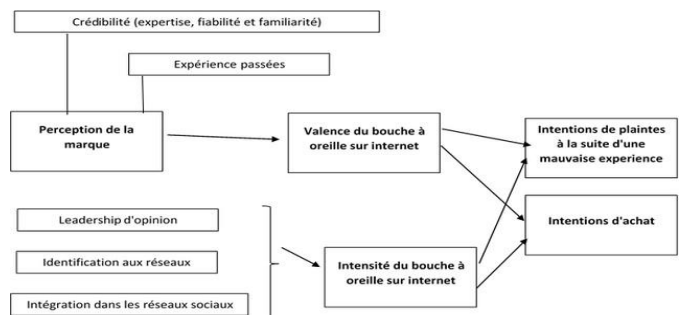 Crédibilité (expertise, fiabilité et familiarité)
Expérience passées
Perception de la
marque
Valence du bouche à
oreille sur internet
Intentions de plaintes
à la suite d'une
mauvaise experience
Intentions d'achat
Leadership d'opinion
Identification aux réseaux
Intégration dans les réseaux sociaux
Intensité du bouche à
oreille sur internet